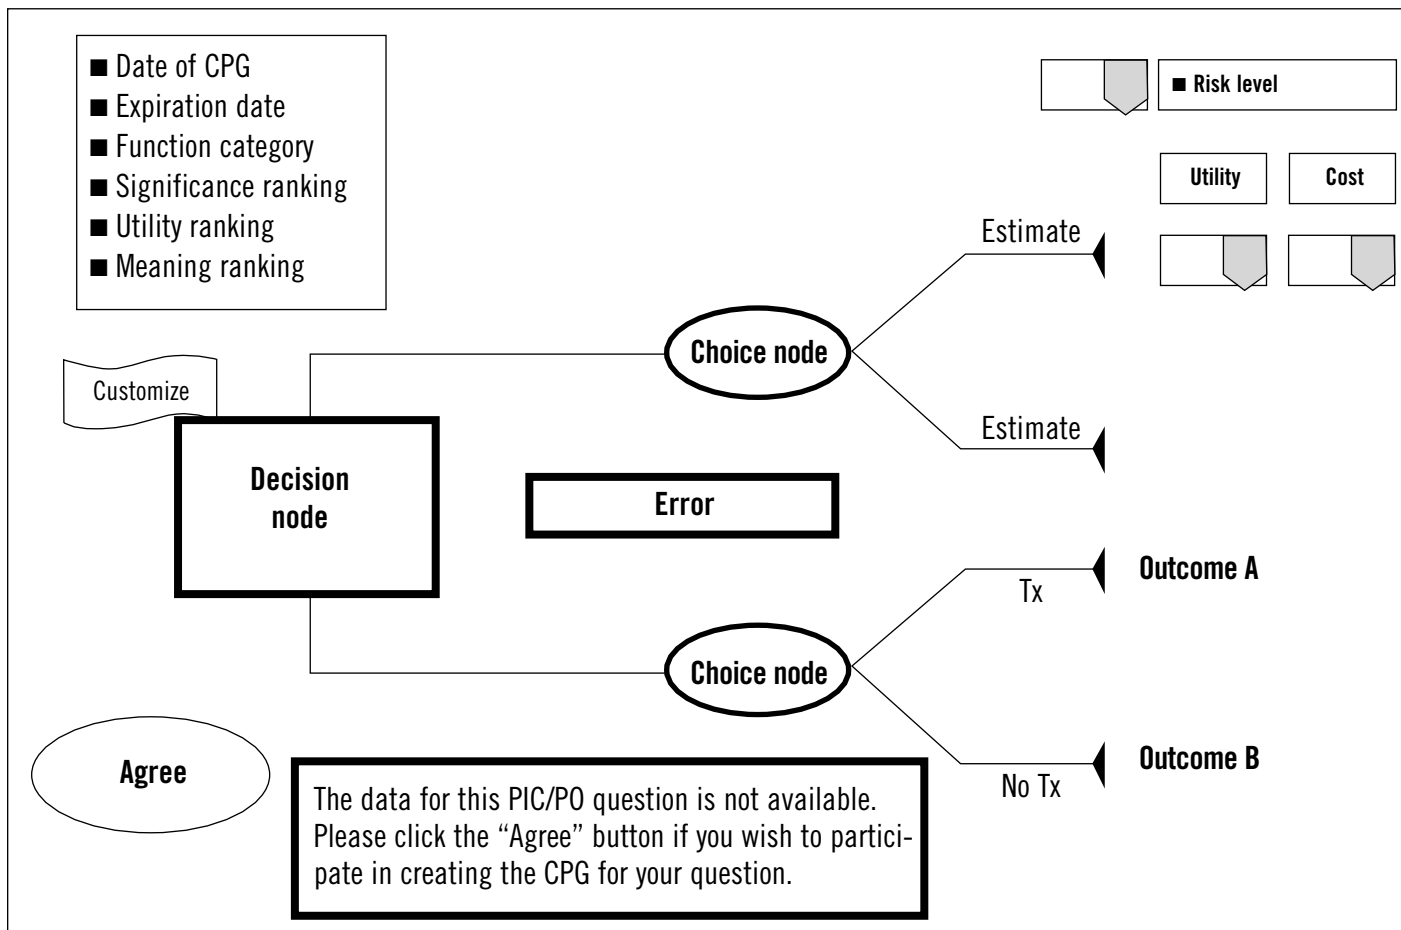 ■ Date of CPG
■ Expiration date
■ Function category
■ Significance ranking
■ Utility ranking
■ Meaning ranking
■ Risk level
Utility
Cost
Estimate
Choice node
Customize
Estimate
Decision
node
Error
Tx
Outcome A
Choice node
No Tx
Outcome B
Agree
The data for this PIC/PO question is not available.
Please click the “Agree” button if you wish to partici-
pate in creating the CPG for your question.